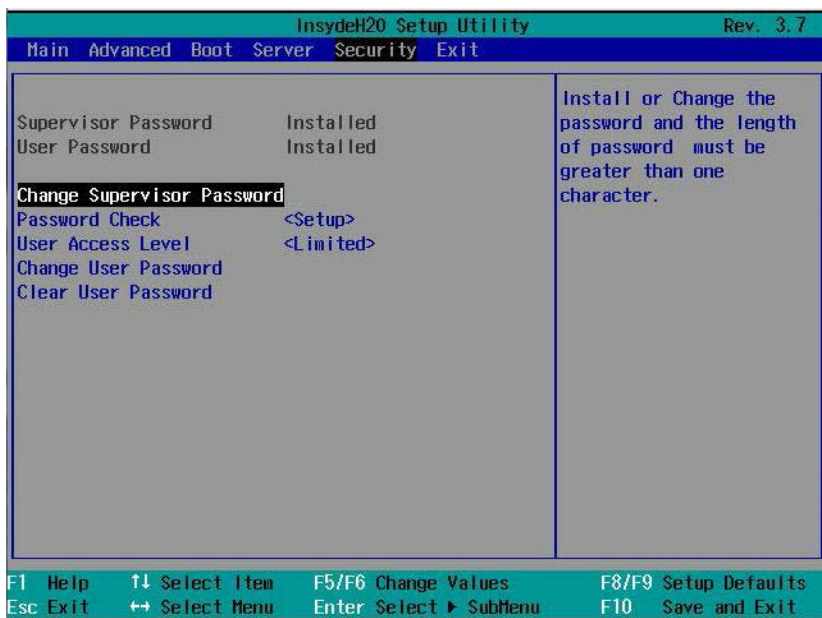 InsydeH20 Setup Utility Rev. 3.7
Main Advanced Boot Server Security Exit
Supervisor Password Installed
User Password Installed
Change Supervisor Password
Password Check <Setup>
User Access Level <Limited>
Change User Password
Clear User Password
Install or Change the
password and the length
of password must be
greater than one
character.
F1 Help ↑↓ Select Item F5/F6 Change Values F8/F9 Setup Defaults
Esc Exit ↔ Select Menu Enter Select ▶ SubMenu F10 Save and Exit